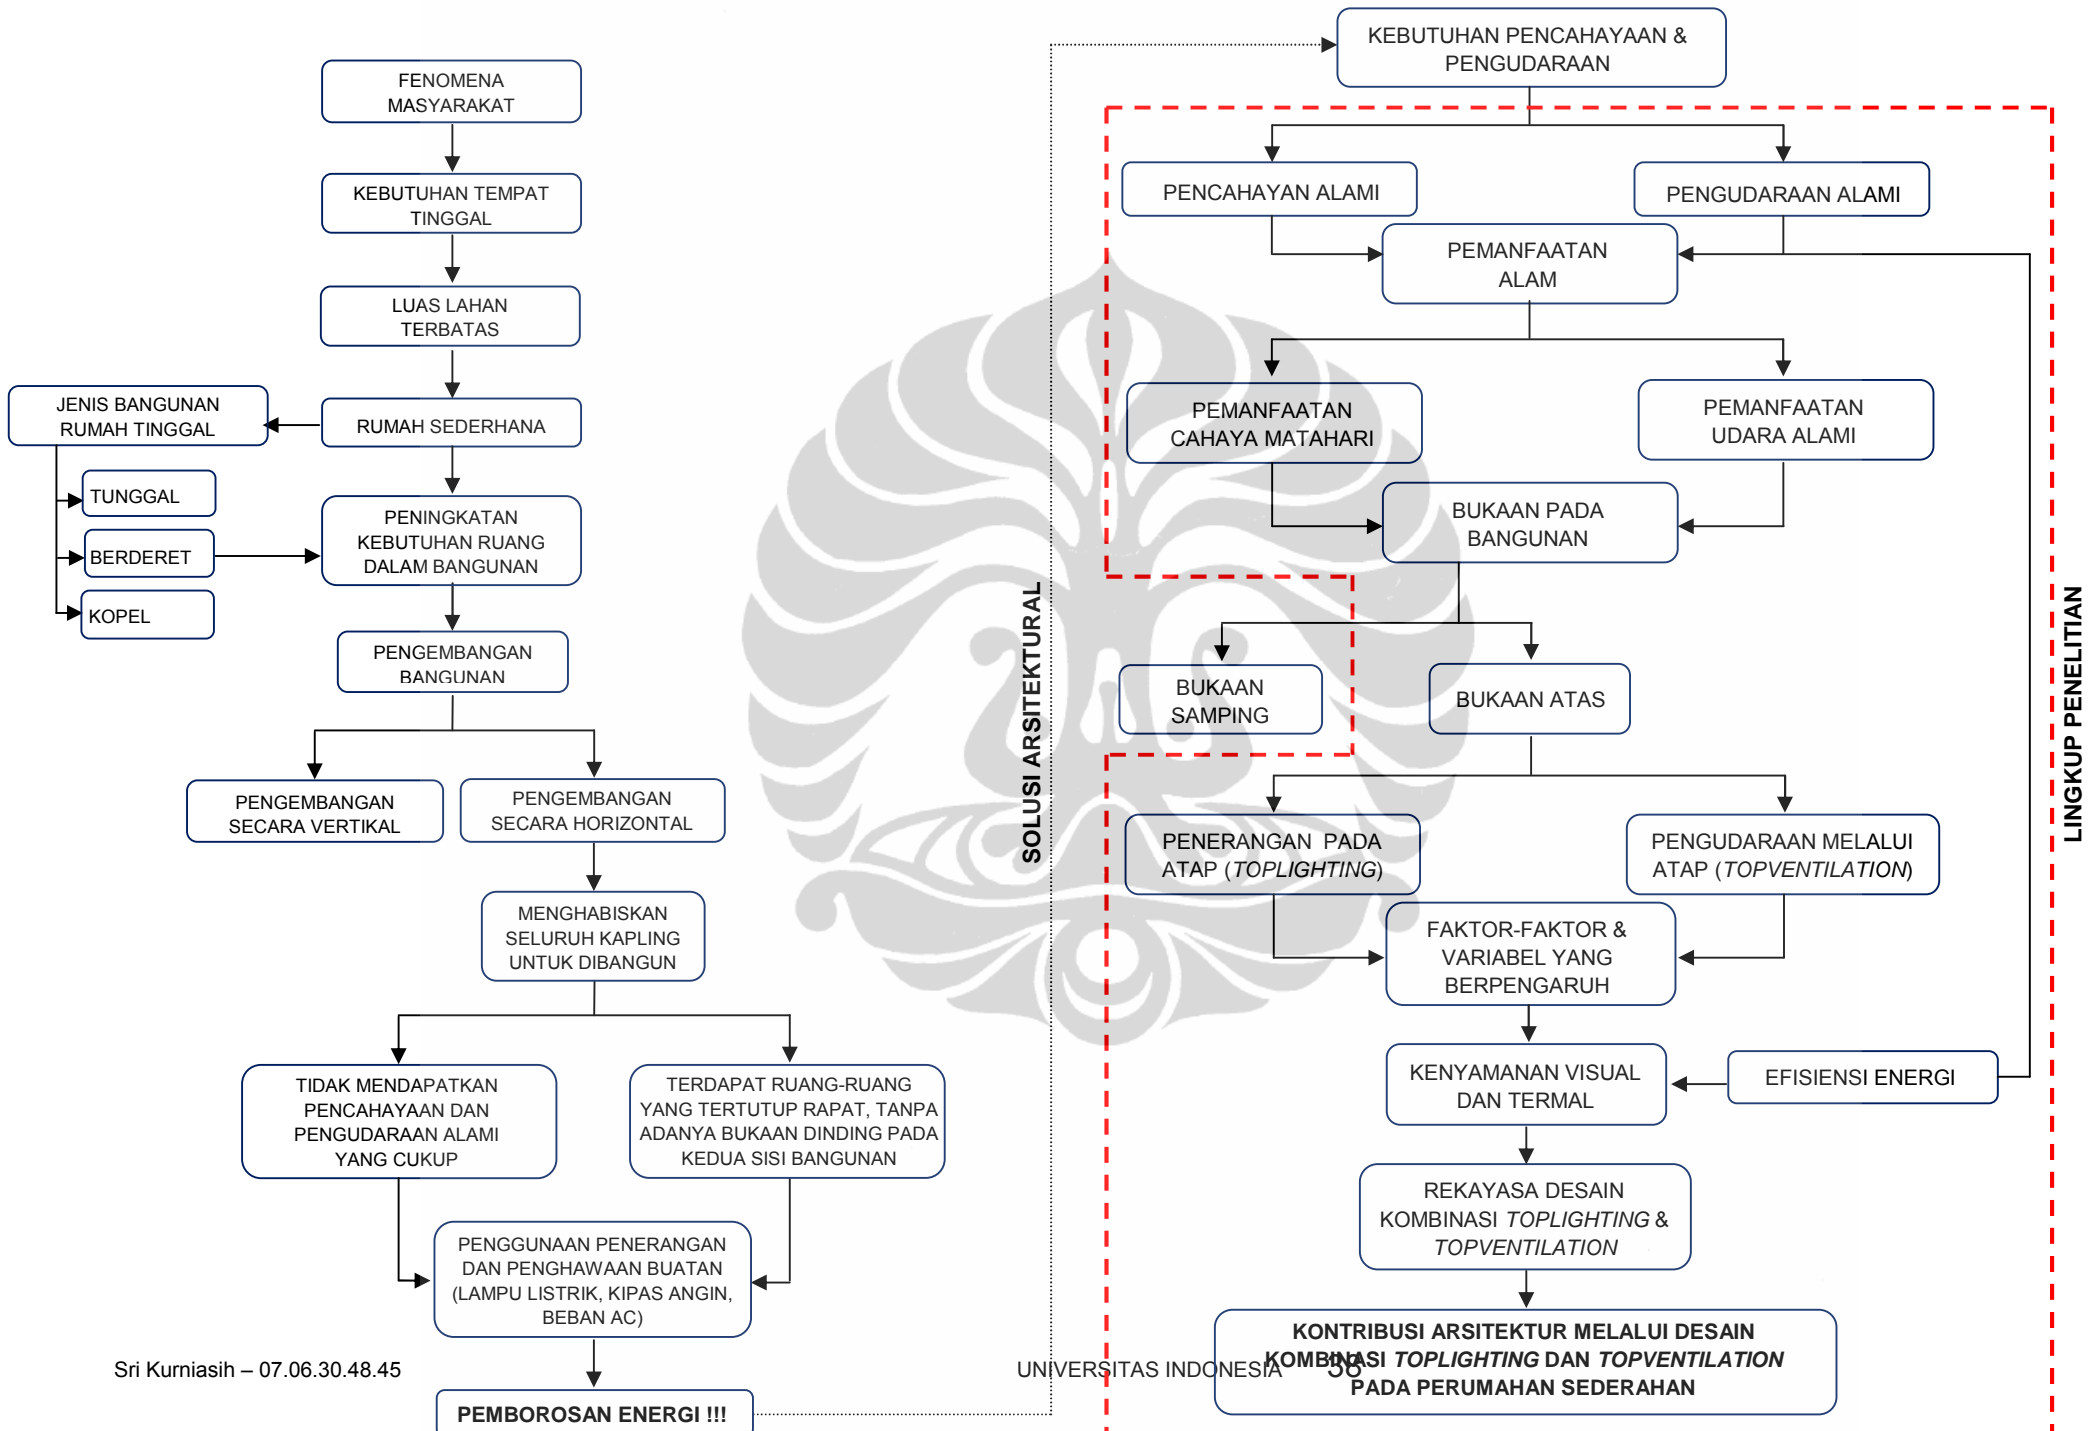 FENOMENA
MASYARAKAT
KEBUTUHAN TEMPAT
TINGGAL
LUAS LAHAN
TERBATAS
JENIS BANGUNAN
RUMAH TINGGAL
RUMAH SEDERHANA
TUNGGAL
BERDERET
KOPEL
PENINGKATAN
KEBUTUHAN RUANG
DALAM BANGUNAN
PENGEMBANGAN
BANGUNAN
PENGEMBANGAN
SECARA VERTIKAL
PENGEMBANGAN
SECARA HORIZONTAL
MENGHABISKAN
SELURUH KAPLING
UNTUK DIBANGUN
TIDAK MENDAPATKAN
PENCAHAYAAN DAN
PENGUDARAAN ALAMI
YANG CUKUP
TERDAPAT RUANG-RUANG
YANG TERTUTUP RAPAT, TANPA
ADANYA BUKAAN DINDING PADA
KEDUA SISI BANGUNAN
PENGGUNAAN PENERANGAN
DAN PENGHAWAAN BUATAN
(LAMPU LISTRIK, KIPAS ANGIN,
BEBAN AC)
PEMBOROSAN ENERGI !!!
SOLUSI ARSITEKTURAL
KEBUTUHAN PENCAHAYAAN &
PENGUDARAAN
PENCAHAYAN ALAMI
PENGUDARAAN ALAMI
PEMANFAATAN
ALAM
PEMANFAATAN
CAHAYA MATAHARI
PEMANFAATAN
UDARA ALAMI
BUKAAN PADA
BANGUNAN
BUKAAN
SAMPING
BUKAAN ATAS
PENERANGAN PADA
ATAP (TOPLIGHTING)
PENGUDARAAN MELALUI
ATAP (TOPVENTILATION)
FAKTOR-FAKTOR &
VARIABEL YANG
BERPENGARUH
KENYAMANAN VISUAL
DAN TERMAL
EFISIENSI ENERGI
REKAYASA DESAIN
KOMBINASI TOPLIGHTING &
TOPVENTILATION
KONTRIBUSI ARSITEKTUR MELALUI DESAIN
KOMBINASI TOPLIGHTING DAN TOPVENTILATION
PADA PERUMAHAN SEDERAHAN
LINGKUP PENELITIAN
Sri Kurniasih – 07.06.30.48.45
UNIVERSITAS INDONESIA
38